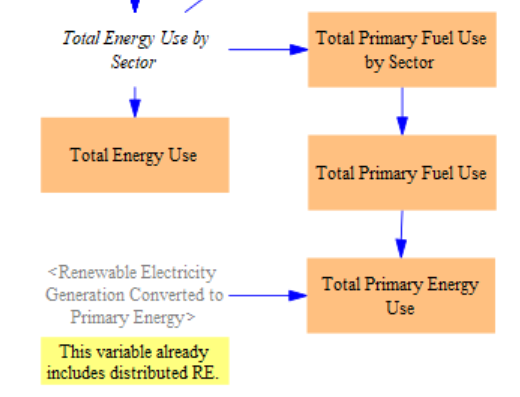 Total Energy Use by
Sector
Total Primary Fuel Use
by Sector
Total Energy Use
Total Primary Fuel Use
<Renewable Electricity
Generation Converted to
Primary Energy>
Total Primary Energy
Use
This variable already
includes distributed RE.